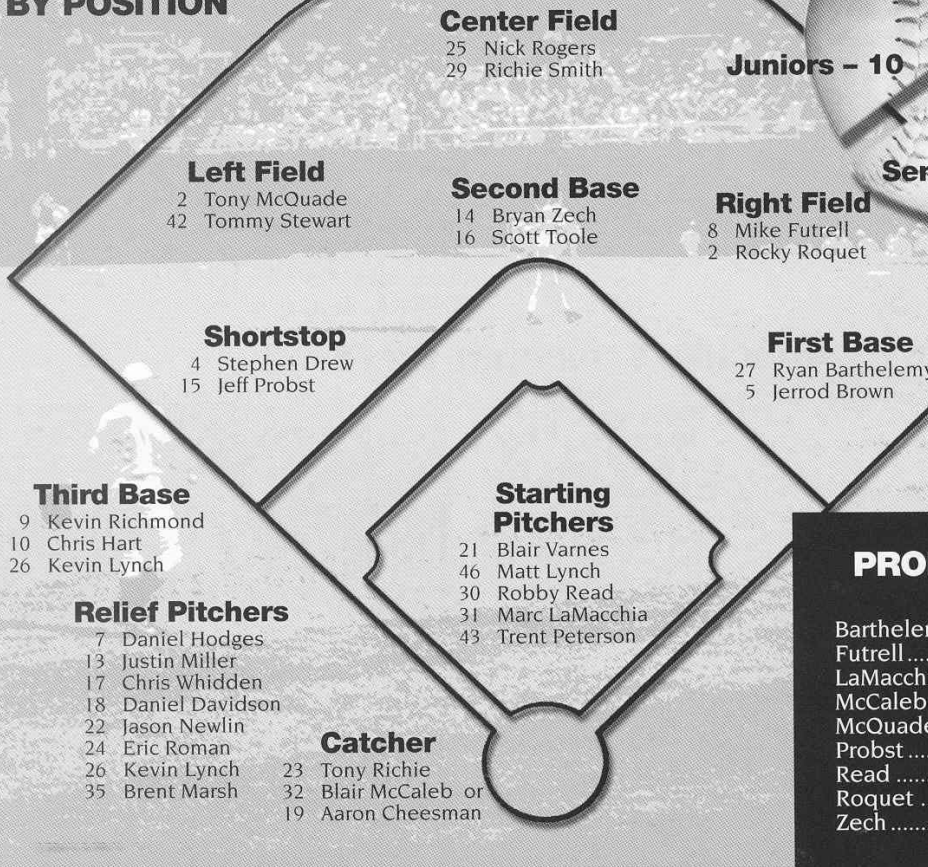 BY POSITION
Center Field
25 Nick Rogers
29 Richie Smith
Juniors – 10
Left Field
2 Tony McQuade
42 Tommy Stewart
Second Base
14 Bryan Zech
16 Scott Toole
Right Field
8 Mike Futrell
2 Rocky Roquet
Shortstop
4 Stephen Drew
15 Jeff Probst
First Base
27 Ryan Barthelemy
5 Jerrod Brown
Third Base
9 Kevin Richmond
10 Chris Hart
26 Kevin Lynch
Starting
Pitchers
21 Blair Varnes
46 Matt Lynch
30 Robby Read
31 Marc LaMacchia
43 Trent Peterson
Relief Pitchers
7 Daniel Hodges
13 Justin Miller
17 Chris Whidden
18 Daniel Davidson
22 Jason Newlin
24 Eric Roman
26 Kevin Lynch
35 Brent Marsh
Catcher
23 Tony Richie
32 Blair McCaleb or
19 Aaron Cheesman
Futrell....
McCaleb
McQuade
Probst....
Read.....
Roquet..
Zech.......